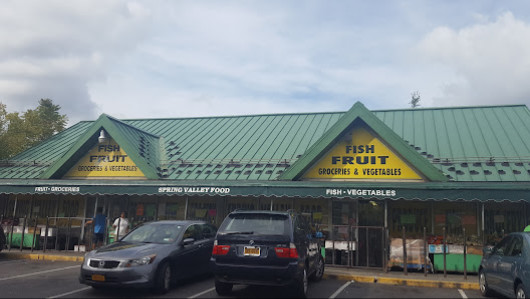 FISH
FRUIT
GROCERIES & VEGETABLES
FISH
FRUIT
GROCERIES & VEGETABLES
FRUIT-GROCERIES
SPRING VALLEY FOOD
FISH-VEGETABLES